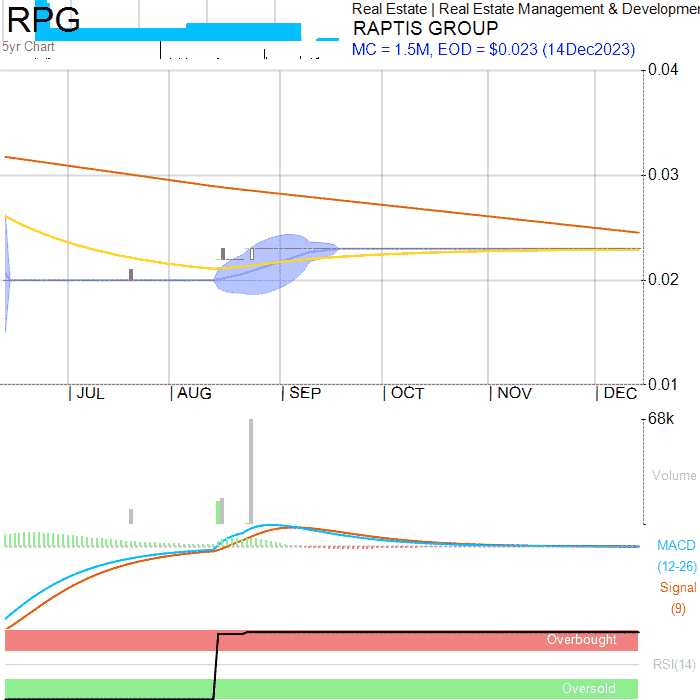 RPG
5yr Chart
Real Estate | Real Estate Management & Developmen
RAPTIS GROUP
MC = 1.5M, EOD = $0.023 (14Dec2023)
0.04
0.03
0.02
0.01
JUL
AUG
SEP
OCT
NOV
DEC
68k
Volume
MACD
(12-26)
Signal
(9)
Overbought
RSI(14)
Oversold